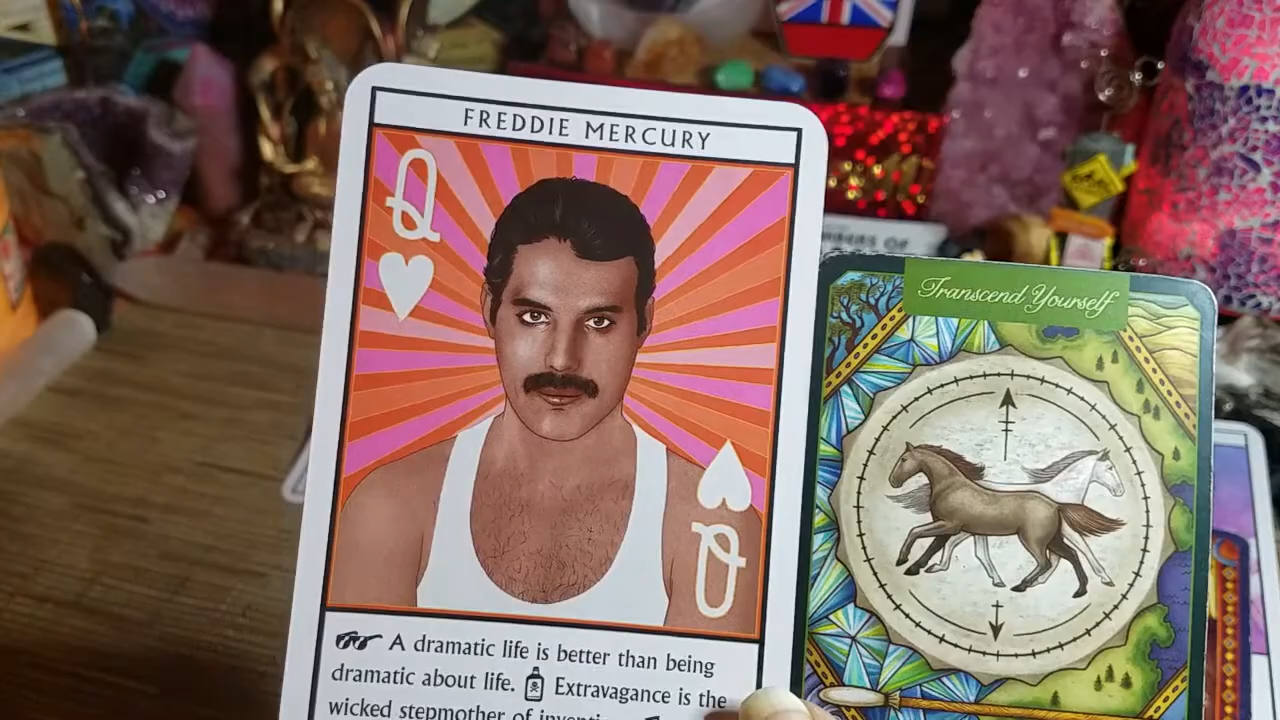 FREDDIE MERCURY
Q
A dramatic life is better than being
dramatic about life. Extravagance is the
wicked stepmother of
Q
Transcend Yourself
OF